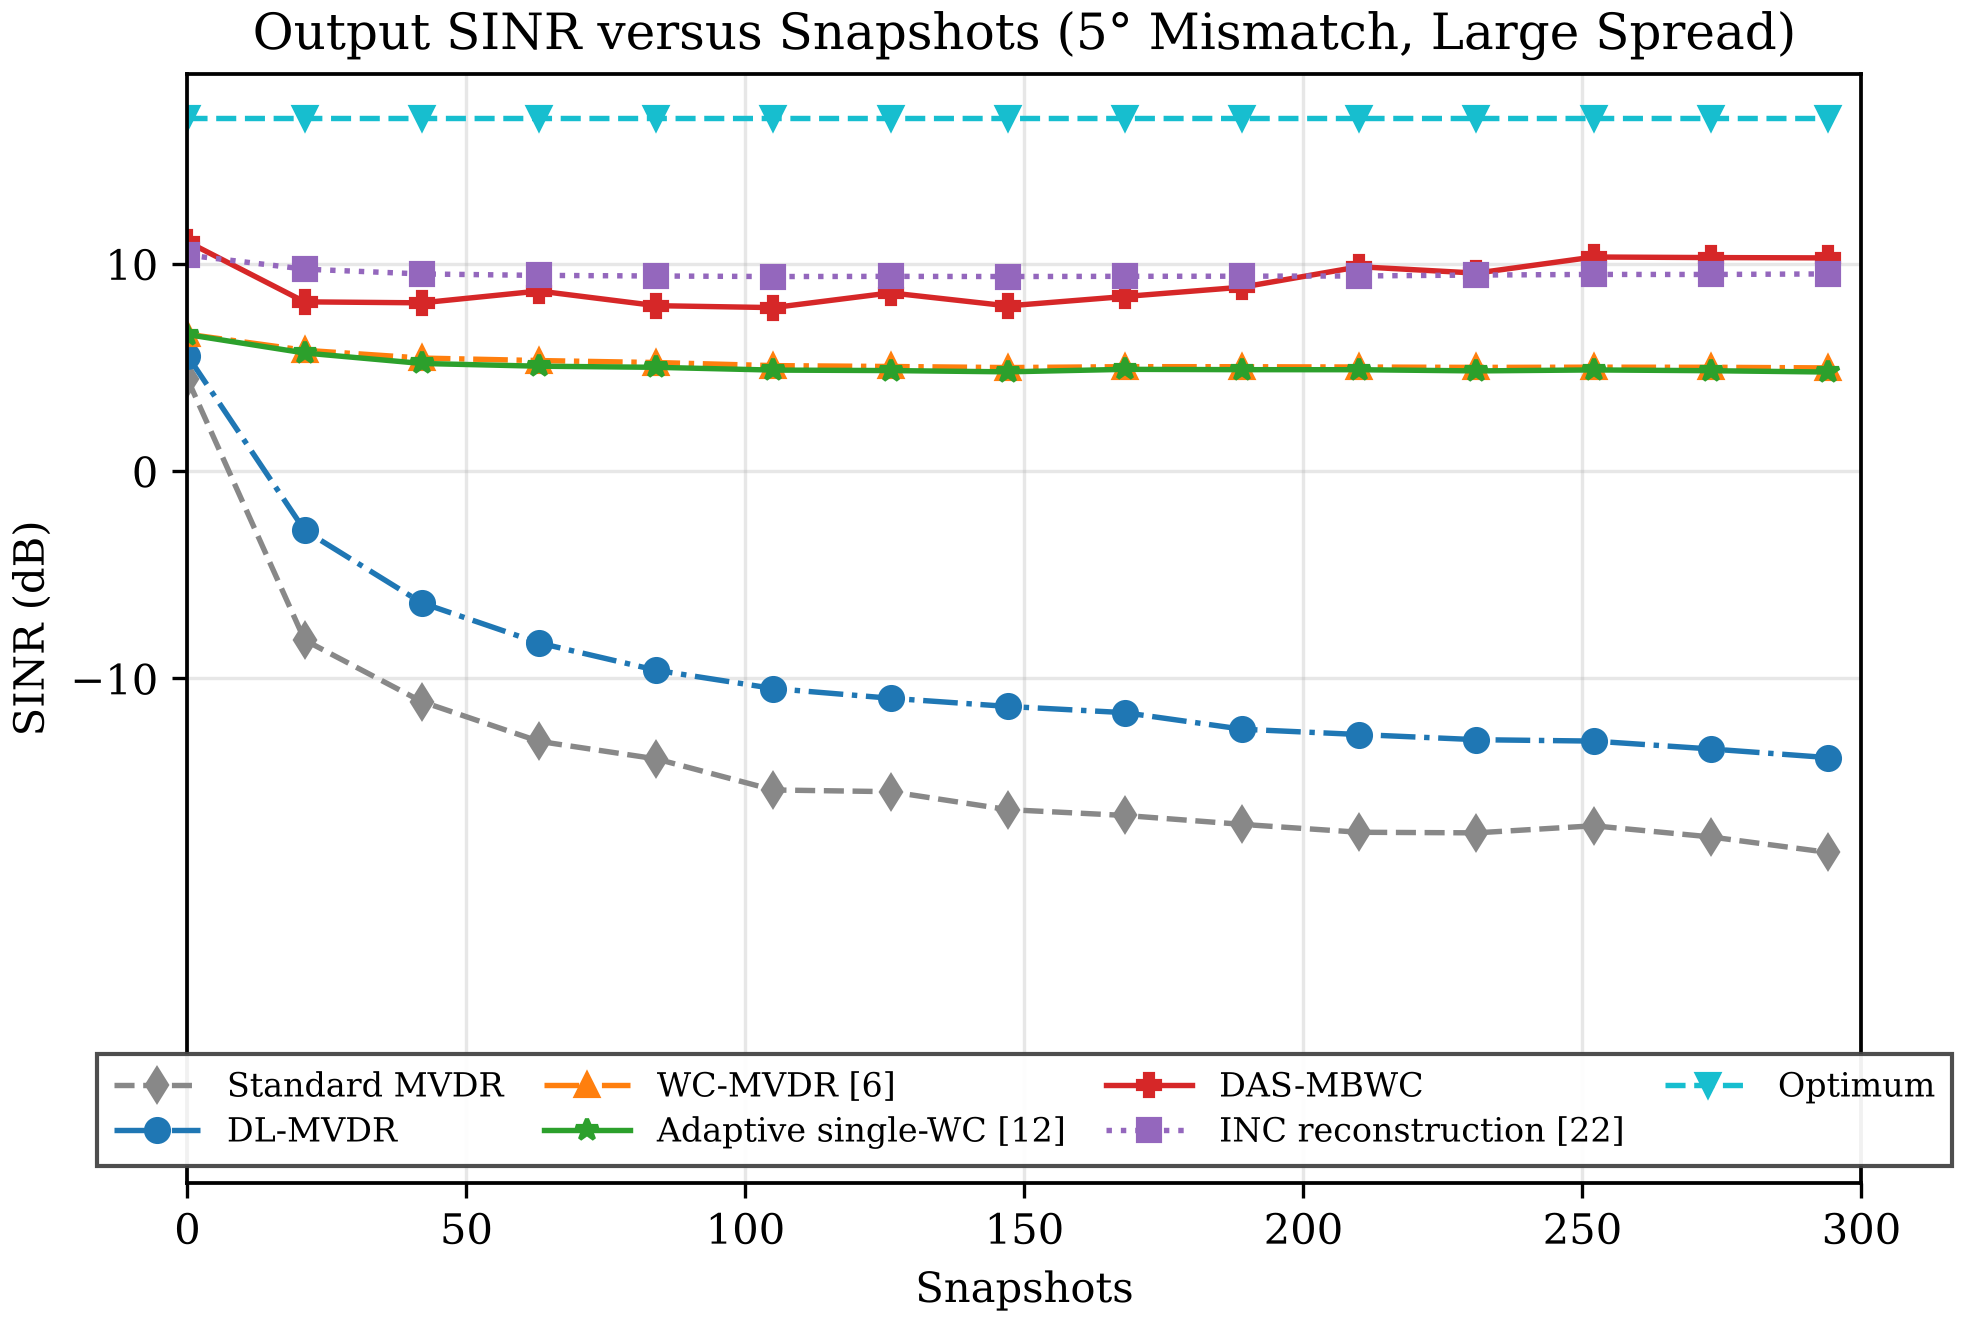 Output SINR versus Snapshots (5° Mismatch, Large Spread)
SINR (dB)
10
0
−10
Standard MVDR
DL-MVDR
WC-MVDR [6]
Adaptive single-WC [12]
DAS-MBWC
INC reconstruction [22]
Optimum
0 50 100 150 200 250 300
Snapshots